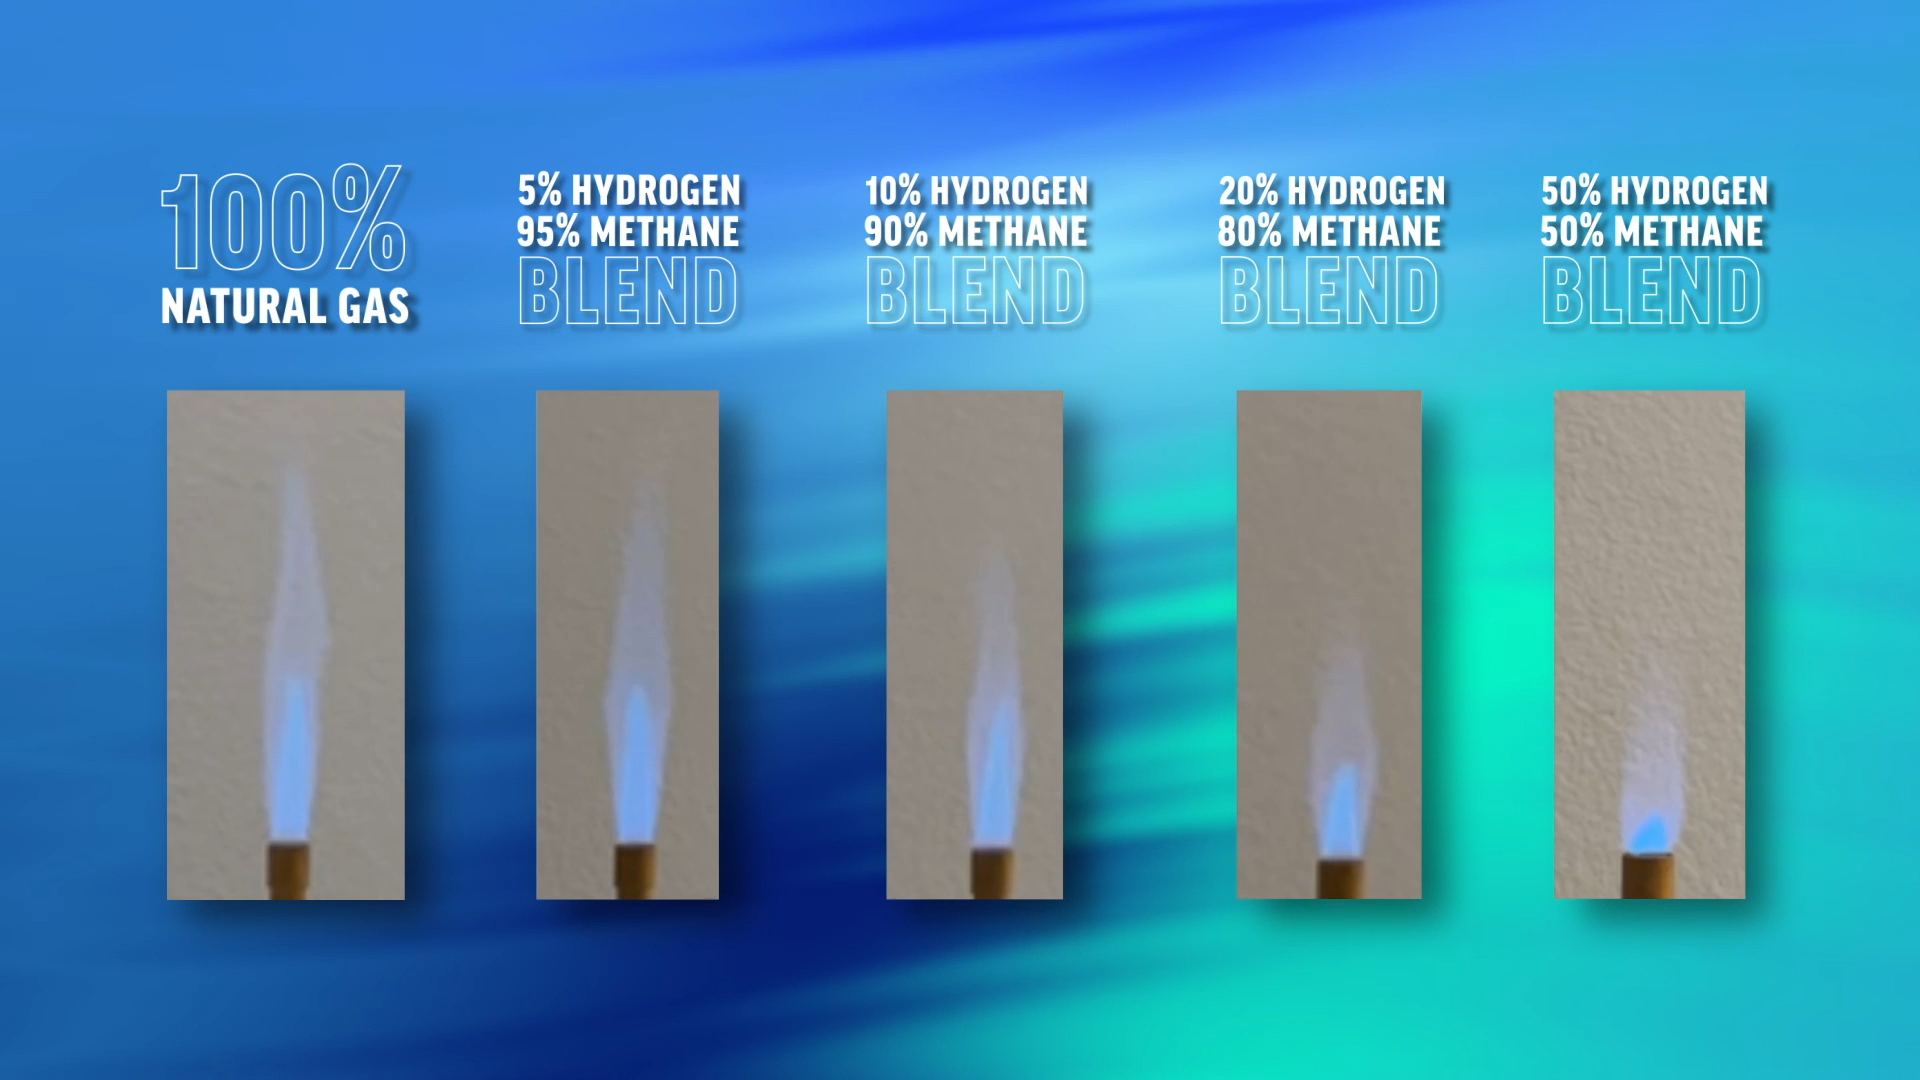 100%
NATURAL GAS
5% HYDROGEN
95% METHANE
BLEND
10% HYDROGEN
90% METHANE
BLEND
20% HYDROGEN
80% METHANE
BLEND
50% HYDROGEN
50% METHANE
BLEND